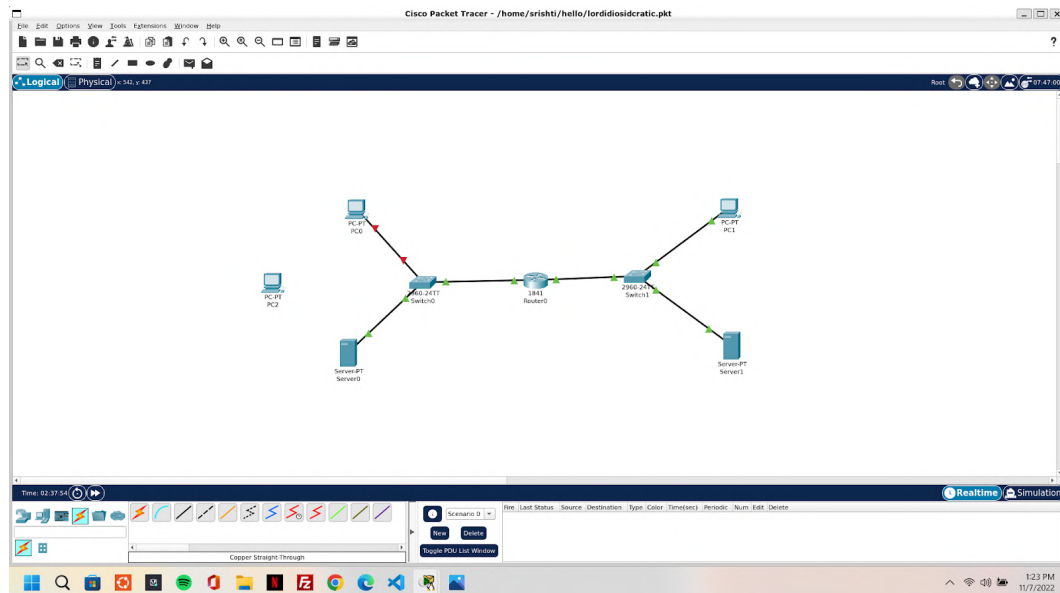 Cisco Packet Tracer - /home/srishti/hello/lordidiosidcratic.pkt
File Edit Options View Tools Extensions Window Help
?
Logical Physical x: 542, y: 437 Root 07:47:00
PC-PT
PC0
PC-PT
PC1
PC-PT
PC2
2960-24TT
Switch0
1841
Router0
2960-24TT
Switch1
Server-PT
Server0
Server-PT
Server1
Time: 02:37:54 Realtime Simulation
Scenario 0 Fire Last Status Source Destination Type Color Time(sec) Periodic Num Edit Delete
New Delete
Toggle PDU List Window
Copper Straight-Through
1:23 PM
11/7/2022